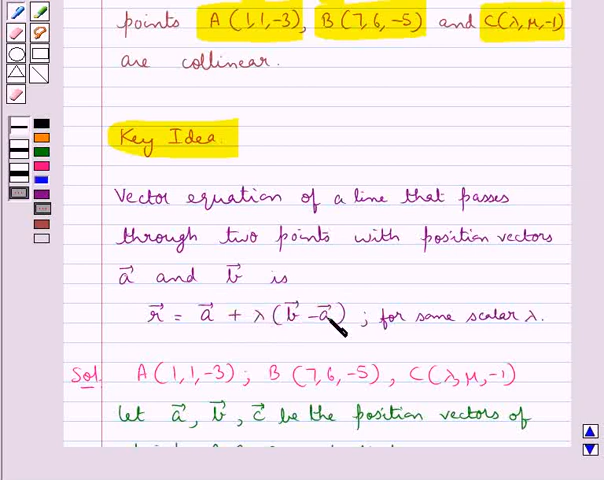 points A(1,1,-3), B(7,6,-5) and C(λ,μ,-1)
are collinear.
Key Idea
Vector equation of a line that passes
through two points with position vectors
a⃗ and b⃗ is
r⃗ = a⃗ + λ(b⃗ - a⃗) ; for some scalar λ.
Sol. A(1,1,-3); B(7,6,-5), C(λ,μ,-1)
let a⃗, b⃗, c⃗ be the position vectors of